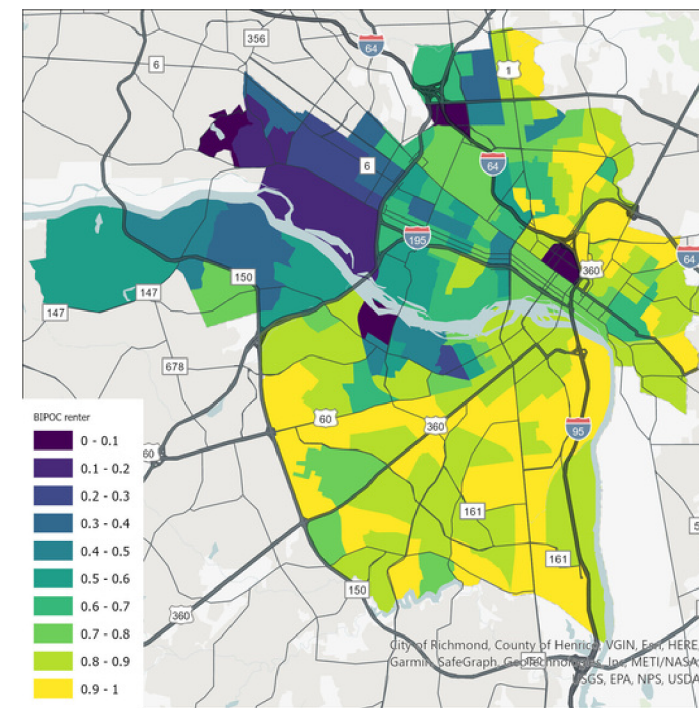 356
64
6
1
6
64
195
360
64
150
147
147
678
60
360
95
60
161
161
150
360
BIPOC renter
0 - 0.1
0.1 - 0.2
0.2 - 0.3
0.3 - 0.4
0.4 - 0.5
0.5 - 0.6
0.6 - 0.7
0.7 - 0.8
0.8 - 0.9
0.9 - 1
City of Richmond, County of Henrico, VGIN, Esri, HERE,
Garmin, SafeGraph, GeoTechnologies, Inc, METI/NASA,
USGS, EPA, NPS, USDA